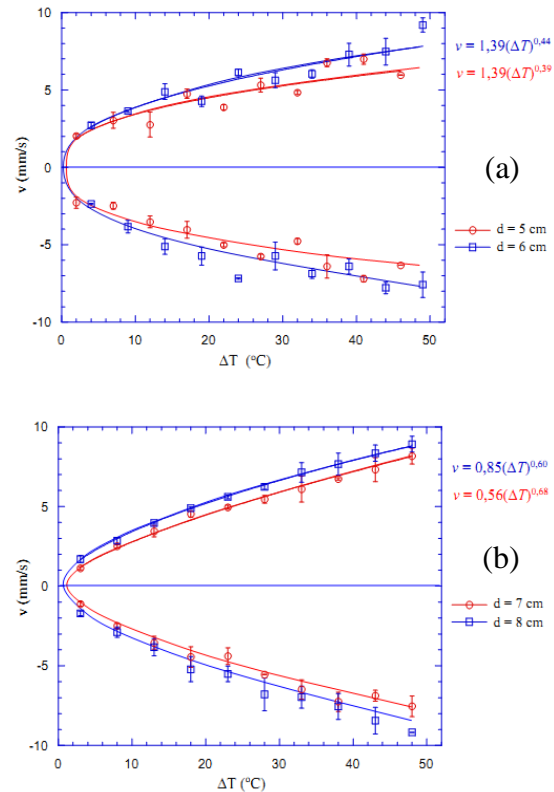 10
5
0
-5
-10
v (mm/s)
0 10 20 30 40 50
ΔT (°C)
v = 1,39(ΔT)^0,44
v = 1,39(ΔT)^0,39
(a)
d = 5 cm
d = 6 cm
10
5
0
-5
-10
v (mm/s)
0 10 20 30 40 50
ΔT (°C)
v = 0,85(ΔT)^0,60
v = 0,56(ΔT)^0,68
(b)
d = 7 cm
d = 8 cm